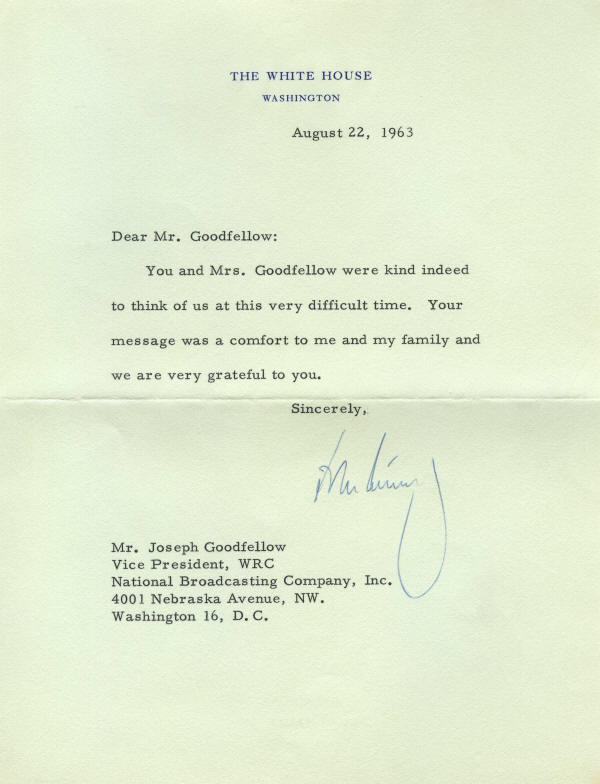 THE WHITE HOUSE
WASHINGTON
August 22, 1963
Dear Mr. Goodfellow:
You and Mrs. Goodfellow were kind indeed
to think of us at this very difficult time. Your
message was a comfort to me and my family and
we are very grateful to you.
Sincerely,
Mr. Joseph Goodfellow
Vice President, WRC
National Broadcasting Company, Inc.
4001 Nebraska Avenue, NW.
Washington 16, D.C.